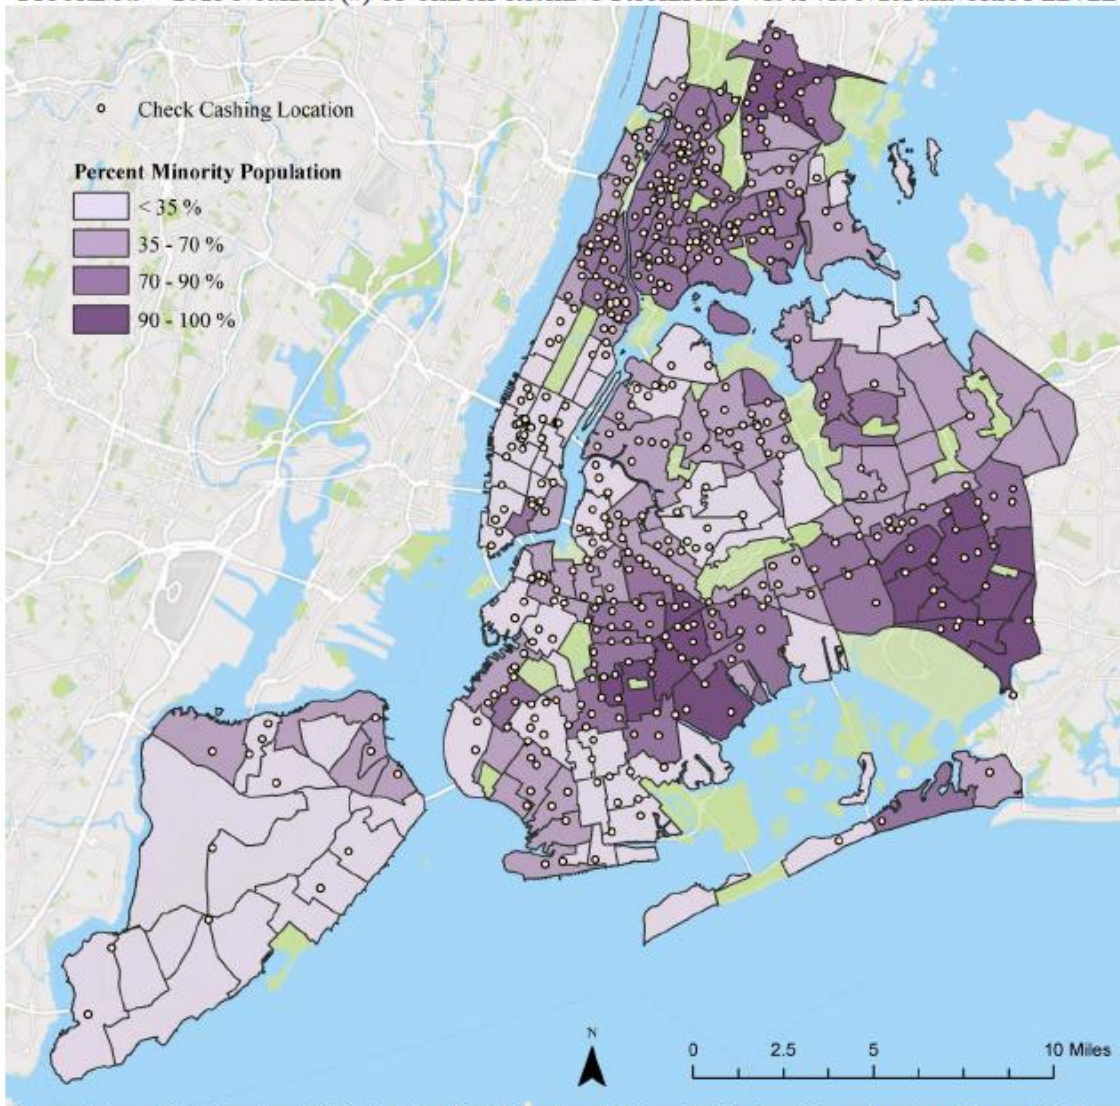 Check Cashing Location
Percent Minority Population
< 35 %
35 - 70 %
70 - 90 %
90 - 100 %
N
0 2.5 5 10 Miles